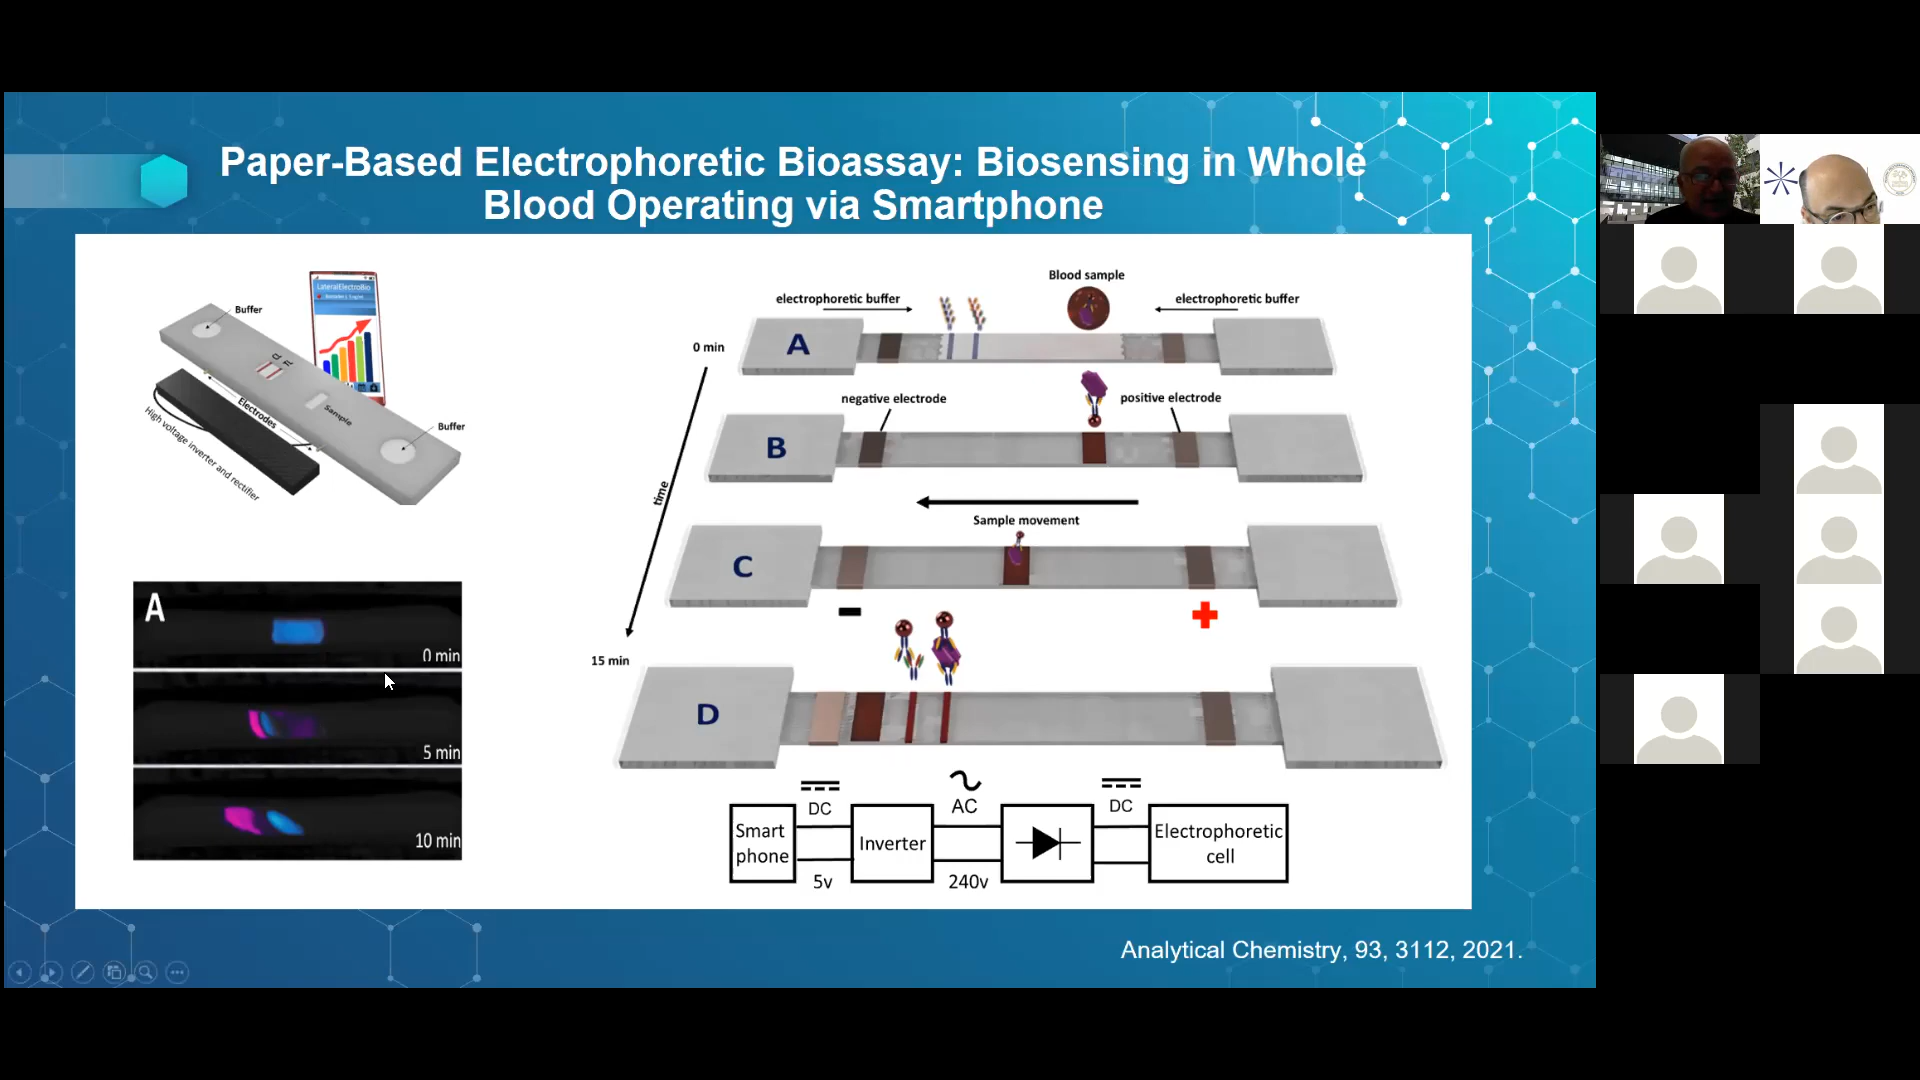 Paper-Based Electrophoretic Bioassay: Biosensing in Whole
Blood Operating via Smartphone
LateralElectroBio
Buffer
CL
TL
Electrodes
Sample
Buffer
High voltage inverter and rectifier
A
0 min
5 min
10 min
Blood sample
electrophoretic buffer
electrophoretic buffer
0 min
A
negative electrode
positive electrode
B
time
Sample movement
C
15 min
D
DC
AC
DC
Smart
phone
Inverter
Electrophoretic
cell
5v
240v
Analytical Chemistry, 93, 3112, 2021.